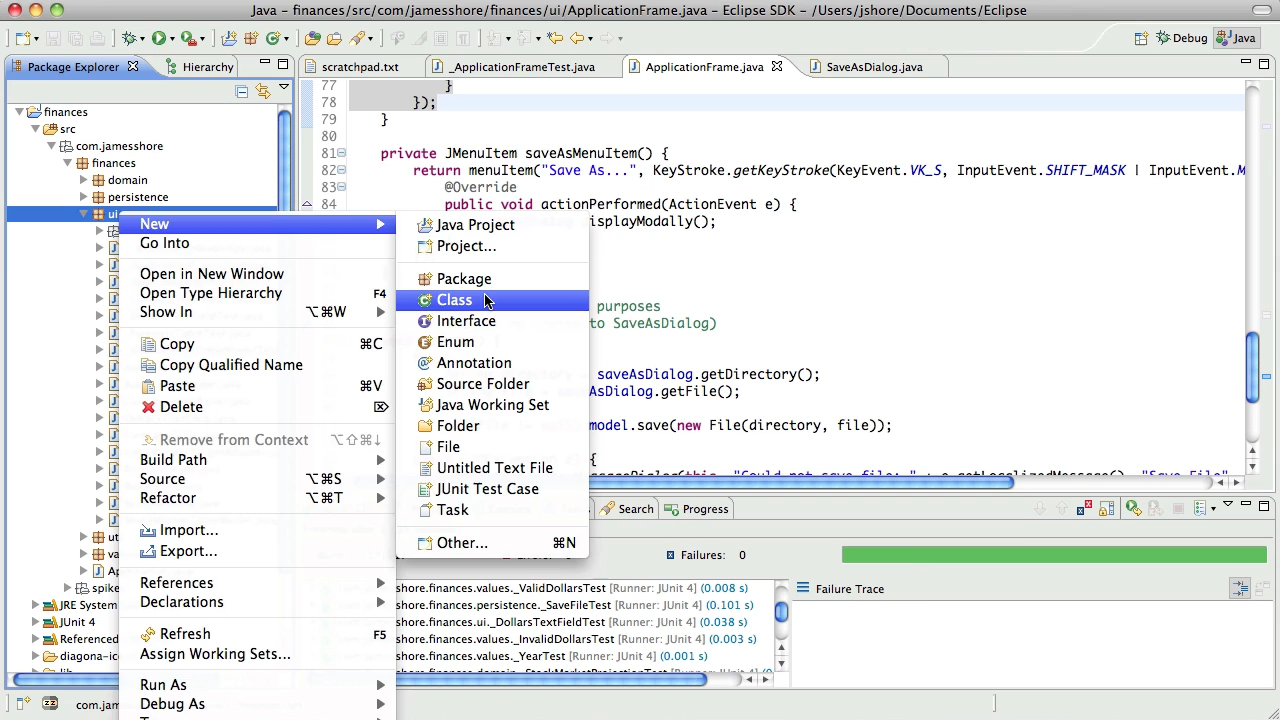 Java – finances/src/com/jamesshore/finances/ui/ApplicationFrame.java – Eclipse SDK – /Users/jshore/Documents/Eclipse
Debug Java
Package Explorer Hierarchy scratchpad.txt _ApplicationFrameTest.java ApplicationFrame.java SaveAsDialog.java
finances
src
com.jamesshore
finances
domain
persistence
ui
New
Go Into
Open in New Window
Open Type Hierarchy F4
Show In ⌥⌘W
Copy ⌘C
Copy Qualified Name
Paste ⌘V
Delete ⌦
Remove from Context ⌥⇧⌘↓
Build Path
Source ⌥⌘S
Refactor ⌥⌘T
Import...
Export...
References
Declarations
Refresh F5
Assign Working Sets...
Run As
Debug As
Java Project
Project...
Package
Class
Interface
Enum
Annotation
Source Folder
Java Working Set
Folder
File
Untitled Text File
JUnit Test Case
Task
Other... ⌘N
77 }
78 });
79 }
80
81 private JMenuItem saveAsMenuItem() {
82 return menuItem("Save As...", KeyStroke.getKeyStroke(KeyEvent.VK_S, InputEvent.SHIFT_MASK | InputEvent.M
83 @Override
84 public void actionPerformed(ActionEvent e) {
isplayModally();
purposes
to SaveAsDialog)
saveAsDialog.getDirectory();
sDialog.getFile();
model.save(new File(directory, file));
{
Search Progress
Failures: 0
shore.finances.values._ValidDollarsTest [Runner: JUnit 4] (0.008 s)
shore.finances.persistence._SaveFileTest [Runner: JUnit 4] (0.101 s)
shore.finances.ui._DollarsTextFieldTest [Runner: JUnit 4] (0.038 s)
shore.finances.values._InvalidDollarsTest [Runner: JUnit 4] (0.003 s)
shore.finances.values._YearTest [Runner: JUnit 4] (0.001 s)
Failure Trace
ut
va
Ap
spike
JRE System
JUnit 4
Referenced
diagona-ic
com.jame